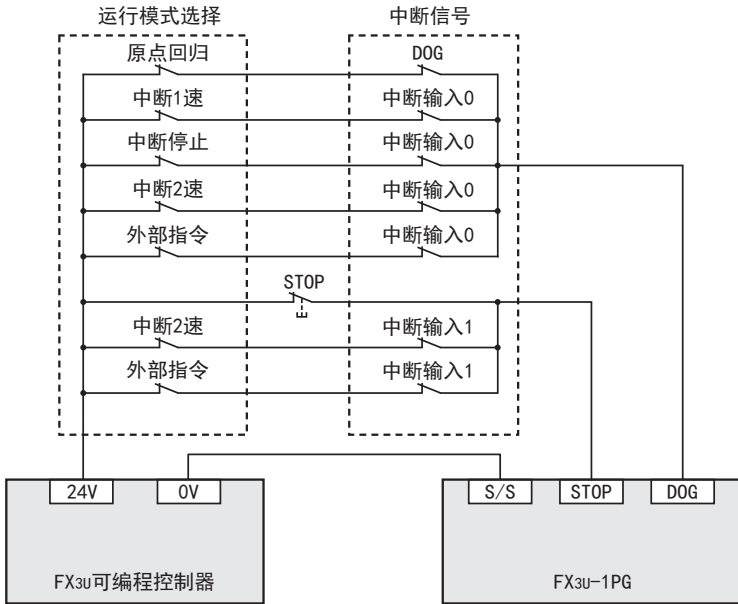 运行模式选择 中断信号
原点回归 DOG
中断1速 中断输入0
中断停止 中断输入0
中断2速 中断输入0
外部指令 中断输入0
STOP
中断2速 中断输入1
外部指令 中断输入1
24V 0V S/S STOP DOG
FX3U可编程控制器 FX3U-1PG